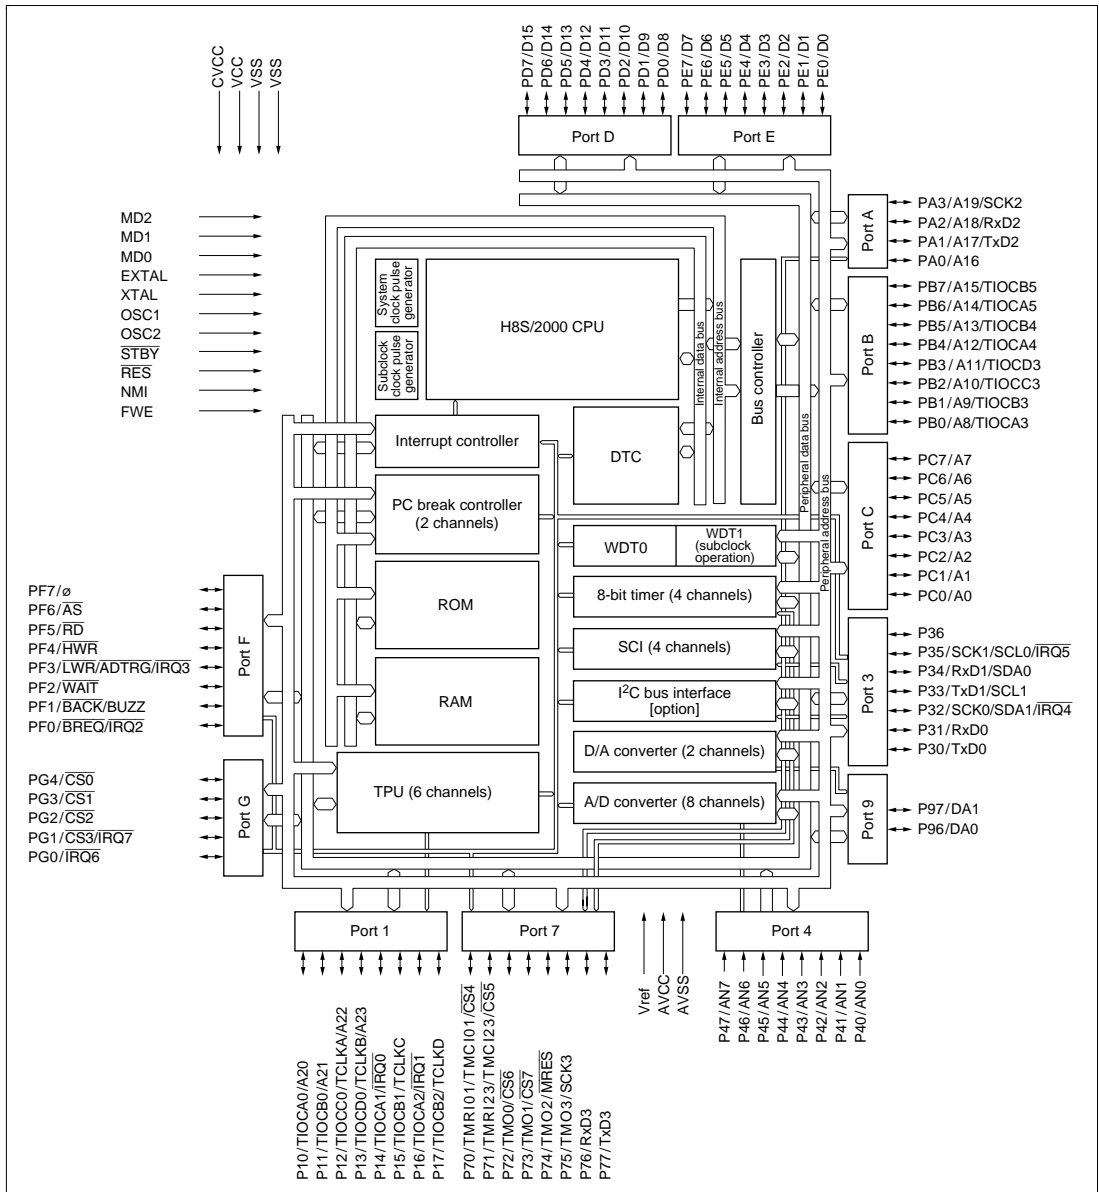 CVCC
VCC
VSS
VSS
PD7/D15
PD6/D14
PD5/D13
PD4/D12
PD3/D11
PD2/D10
PD1/D9
PD0/D8
PE7/D7
PE6/D6
PE5/D5
PE4/D4
PE3/D3
PE2/D2
PE1/D1
PE0/D0
Port D
Port E
MD2
MD1
MD0
EXTAL
XTAL
OSC1
OSC2
STBY
RES
NMI
FWE
System
clock pulse
generator
Subclock
clock pulse
generator
H8S/2000 CPU
Internal data bus
Internal address bus
Bus controller
Peripheral data bus
Peripheral address bus
Port A
PA3/A19/SCK2
PA2/A18/RxD2
PA1/A17/TxD2
PA0/A16
Port B
PB7/A15/TIOCB5
PB6/A14/TIOCA5
PB5/A13/TIOCB4
PB4/A12/TIOCA4
PB3/A11/TIOCD3
PB2/A10/TIOCC3
PB1/A9/TIOCB3
PB0/A8/TIOCA3
Interrupt controller
DTC
PC break controller
(2 channels)
Port C
PC7/A7
PC6/A6
PC5/A5
PC4/A4
PC3/A3
PC2/A2
PC1/A1
PC0/A0
WDT0
WDT1
(subclock
operation)
ROM
8-bit timer (4 channels)
SCI (4 channels)
RAM
I²C bus interface
[option]
D/A converter (2 channels)
TPU (6 channels)
A/D converter (8 channels)
PF7/ø
PF6/AS
PF5/RD
PF4/HWR
PF3/LWR/ADTRG/IRQ3
PF2/WAIT
PF1/BACK/BUZZ
PF0/BREQ/IRQ2
Port F
PG4/CS0
PG3/CS1
PG2/CS2
PG1/CS3/IRQ7
PG0/IRQ6
Port G
Port 3
P36
P35/SCK1/SCL0/IRQ5
P34/RxD1/SDA0
P33/TxD1/SCL1
P32/SCK0/SDA1/IRQ4
P31/RxD0
P30/TxD0
Port 9
P97/DA1
P96/DA0
Port 1
Port 7
Port 4
P10/TIOCA0/A20
P11/TIOCB0/A21
P12/TIOCC0/TCLKA/A22
P13/TIOCD0/TCLKB/A23
P14/TIOCA1/IRQ0
P15/TIOCB1/TCLKC
P16/TIOCA2/IRQ1
P17/TIOCB2/TCLKD
P70/TMRI01/TMCI01/CS4
P71/TMRI23/TMCI23/CS5
P72/TMO0/CS6
P73/TMO1/CS7
P74/TMO2/MRES
P75/TMO3/SCK3
P76/RxD3
P77/TxD3
Vref
AVCC
AVSS
P47/AN7
P46/AN6
P45/AN5
P44/AN4
P43/AN3
P42/AN2
P41/AN1
P40/AN0